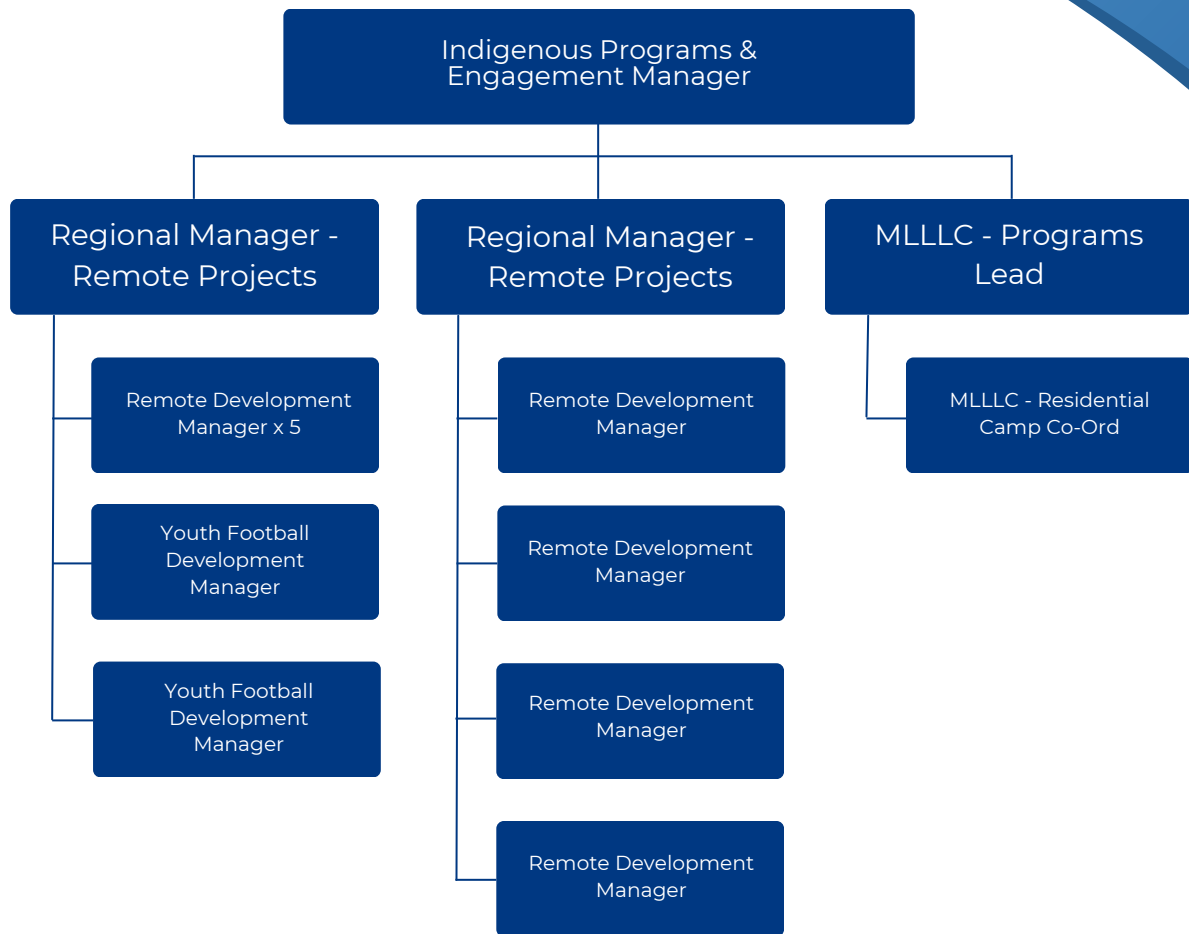 Indigenous Programs &
Engagement Manager
Regional Manager -
Remote Projects
Regional Manager -
Remote Projects
MLLLC - Programs
Lead
Remote Development
Manager x 5
Youth Football
Development
Manager
Youth Football
Development
Manager
Remote Development
Manager
Remote Development
Manager
Remote Development
Manager
Remote Development
Manager
MLLLC - Residential
Camp Co-Ord